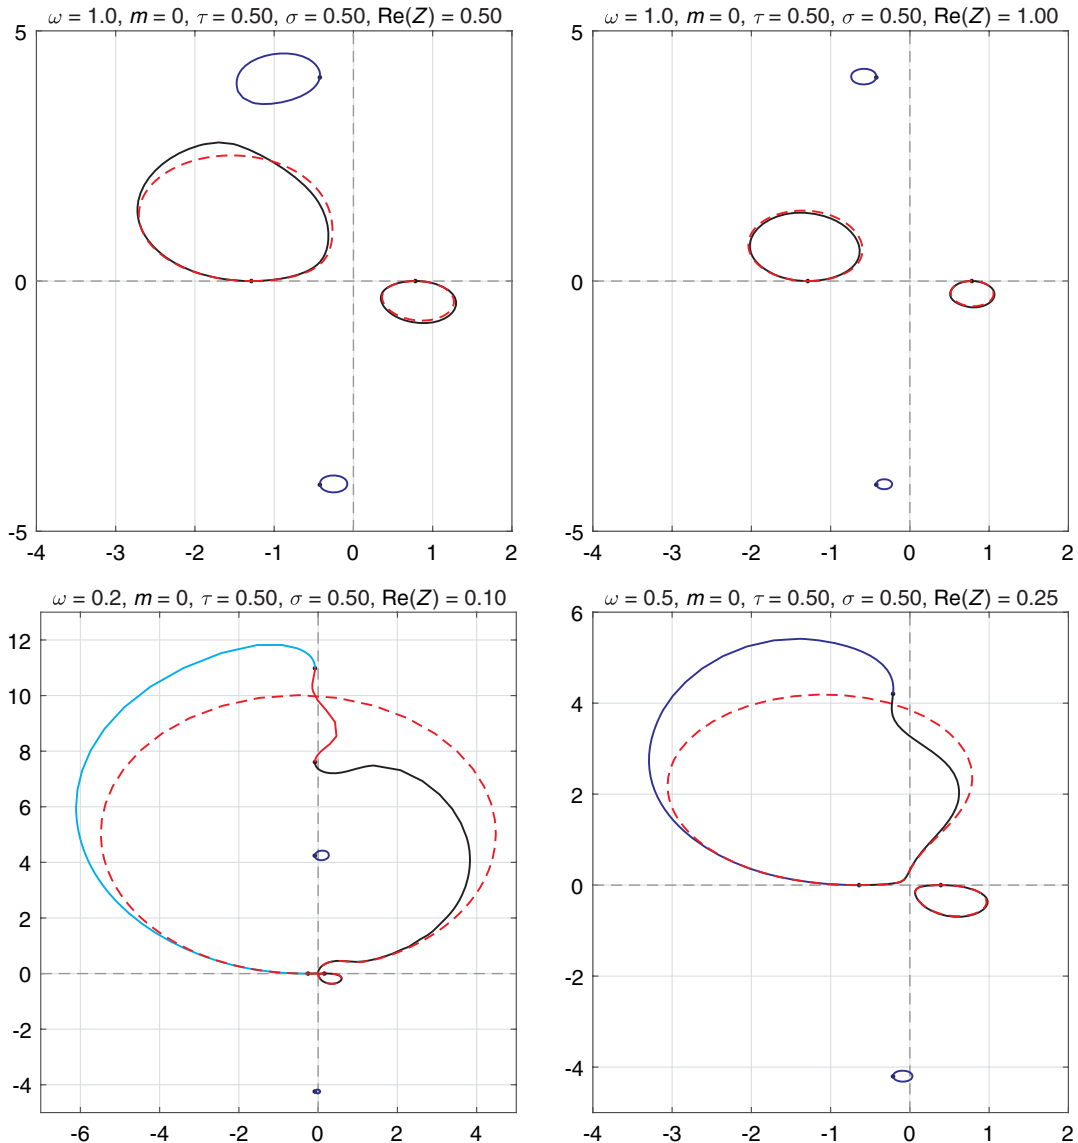 ω = 1.0, m = 0, τ = 0.50, σ = 0.50, Re(Z) = 0.50
5
0
-5
-4 -3 -2 -1 0 1 2
ω = 1.0, m = 0, τ = 0.50, σ = 0.50, Re(Z) = 1.00
5
0
-5
-4 -3 -2 -1 0 1 2
ω = 0.2, m = 0, τ = 0.50, σ = 0.50, Re(Z) = 0.10
12
10
8
6
4
2
0
-2
-4
-6 -4 -2 0 2 4
ω = 0.5, m = 0, τ = 0.50, σ = 0.50, Re(Z) = 0.25
6
4
2
0
-2
-4
-4 -3 -2 -1 0 1 2